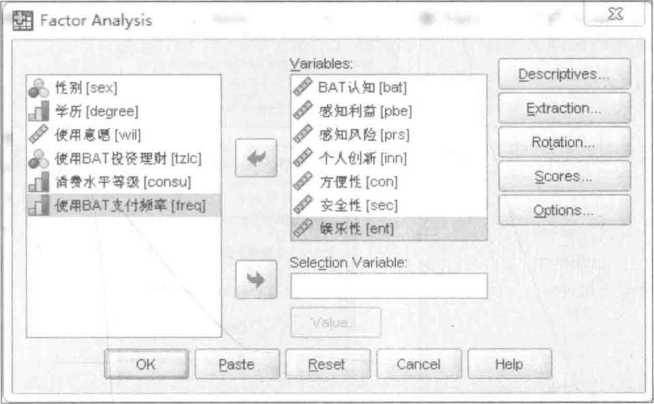 Factor Analysis
性别 [sex]
学历 [degree]
使用意愿 [wil]
使用BAT投资理财 [tzlc]
消费水平等级 [consu]
使用BAT支付频率 [freq]
Variables:
BAT认知 [bat]
感知利益 [pbe]
感知风险 [prs]
个人创新 [inn]
方便性 [con]
安全性 [sec]
娱乐性 [ent]
Selection Variable:
Value...
Descriptives...
Extraction...
Rotation...
Scores...
Options...
OK
Paste
Reset
Cancel
Help